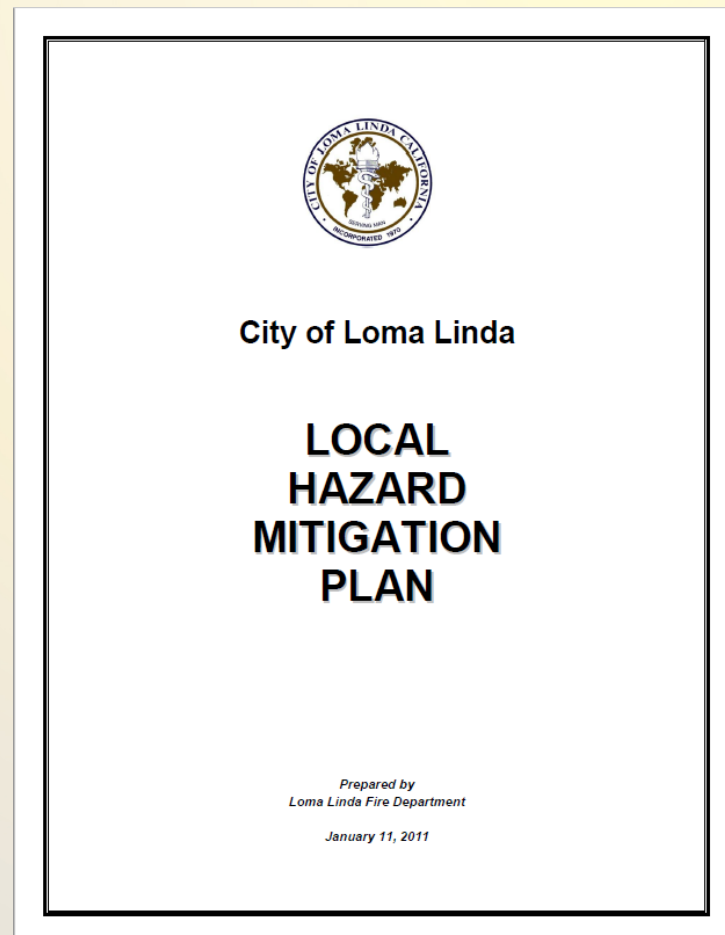 CITY OF LOMA LINDA CALIFORNIA
SERVING MAN
INCORPORATED 1970
City of Loma Linda
LOCAL
HAZARD
MITIGATION
PLAN
Prepared by
Loma Linda Fire Department
January 11, 2011